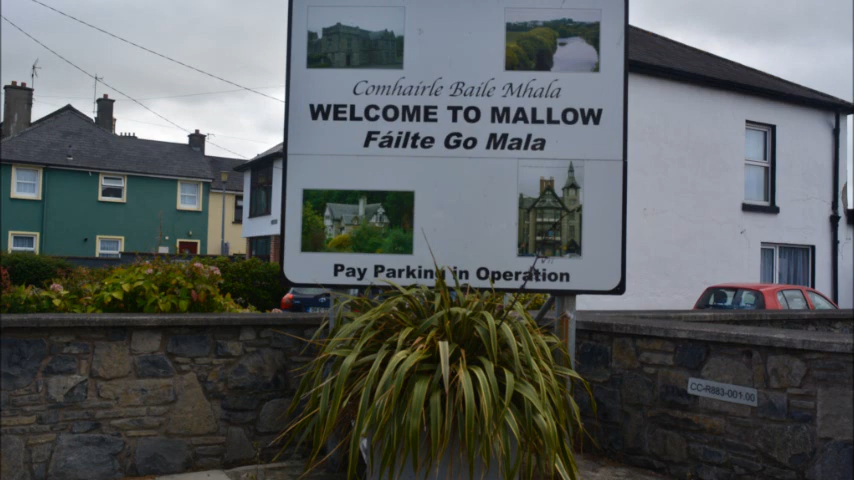 Comhairle Baile Mhala
WELCOME TO MALLOW
Fáilte Go Mala
Pay Parking in Operation
CC-R883-001.00